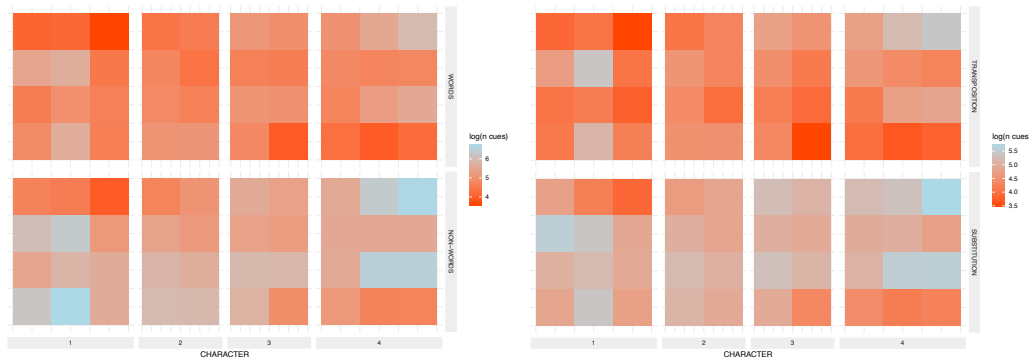 WORDS
log(n cues)
6
5
4
NON-WORDS
1
2
3
4
CHARACTER
TRANSPOSITION
log(n cues
5.5
5.0
4.5
4.0
3.5
SUBSTITUTION
1
2
3
4
CHARACTER